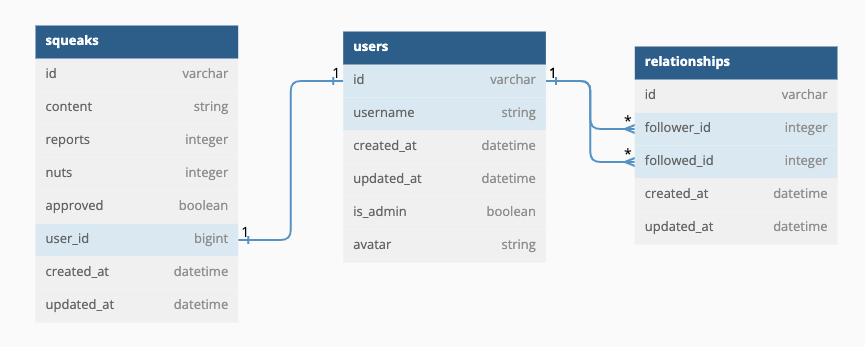 squeaks
id varchar
content string
reports integer
nuts integer
approved boolean
user_id bigint
created_at datetime
updated_at datetime
1
1
users
id varchar
username string
created_at datetime
updated_at datetime
is_admin boolean
avatar string
1
*
*
relationships
id varchar
follower_id integer
followed_id integer
created_at datetime
updated_at datetime